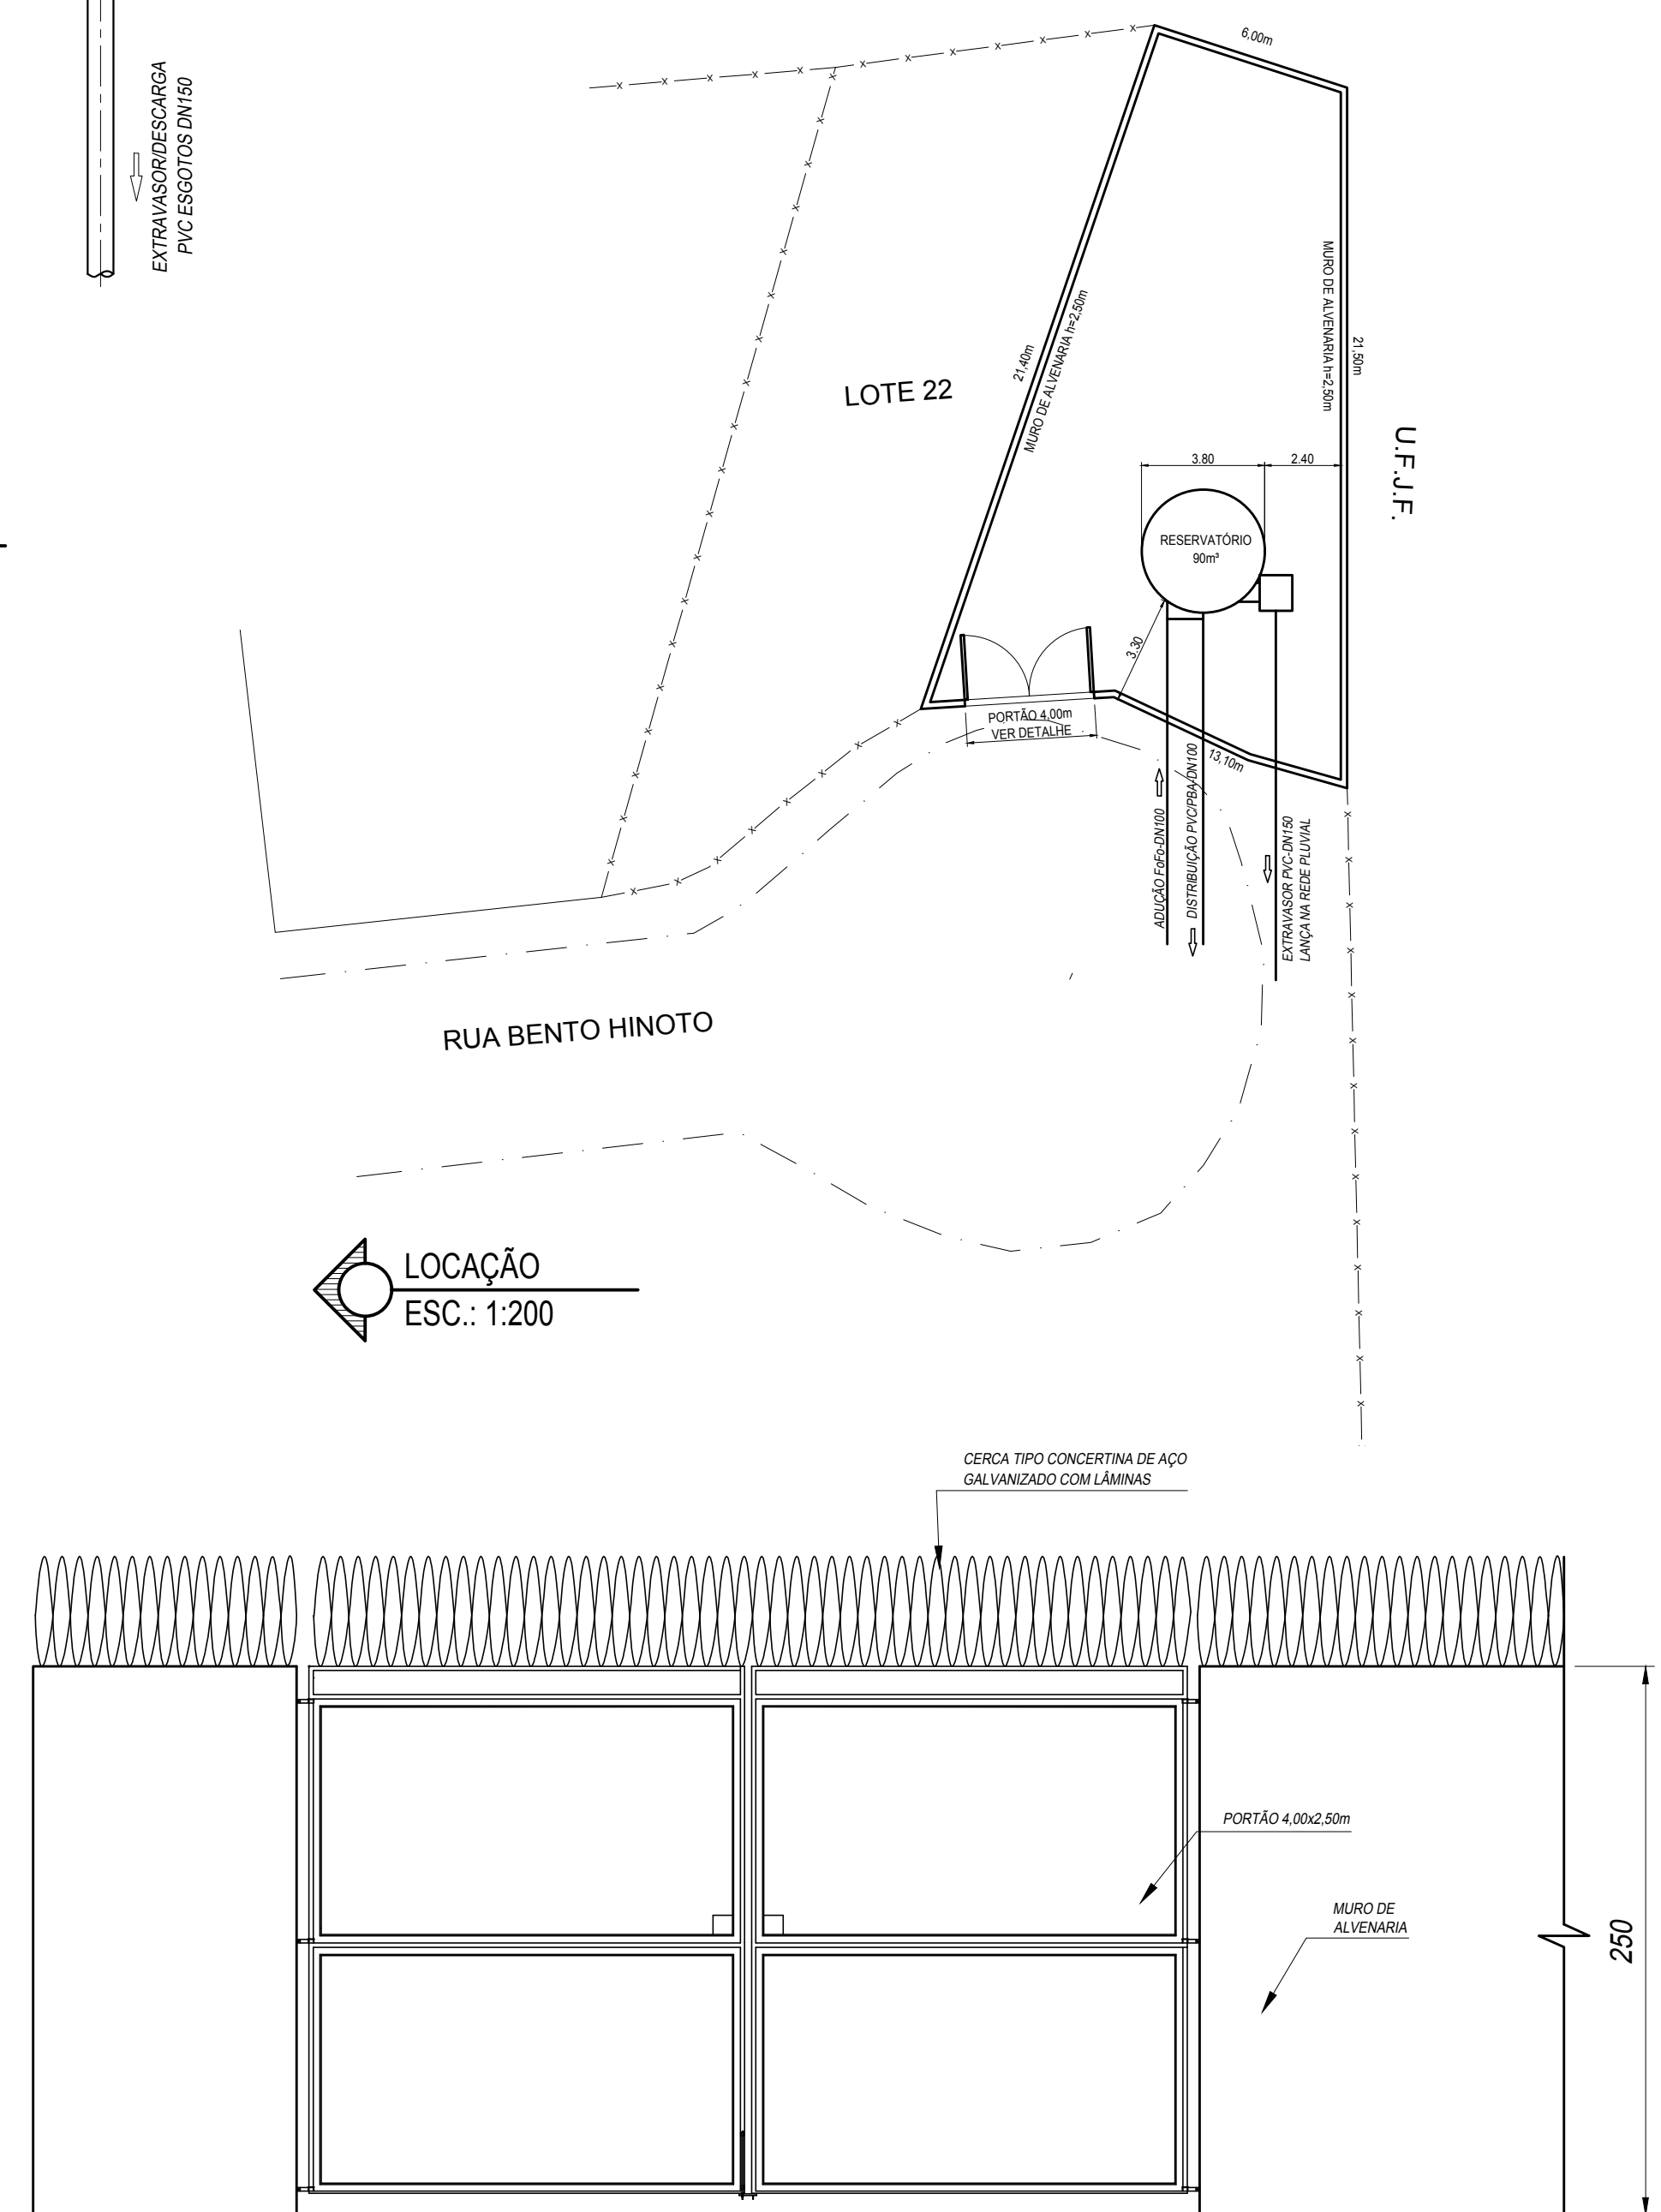 EXTRAVASOR/DESCARGA
PVC ESGOTOS DN150
6,00m
MURO DE ALVENARIA h=2,50m
21,50m
21,40m
MURO DE ALVENARIA h=2,50m
LOTE 22
U.F.J.F.
3.80
2.40
RESERVATÓRIO
90m³
3.30
PORTÃO 4,00m
VER DETALHE
13,10m
ADUÇÃO FoFo-DN100
DISTRIBUIÇÃO PVC/PBA-DN100
EXTRAVASOR PVC-DN150
LANÇA NA REDE PLUVIAL
RUA BENTO HINOTO
LOCAÇÃO
ESC.: 1:200
CERCA TIPO CONCERTINA DE AÇO
GALVANIZADO COM LÂMINAS
PORTÃO 4,00x2,50m
MURO DE
ALVENARIA
250